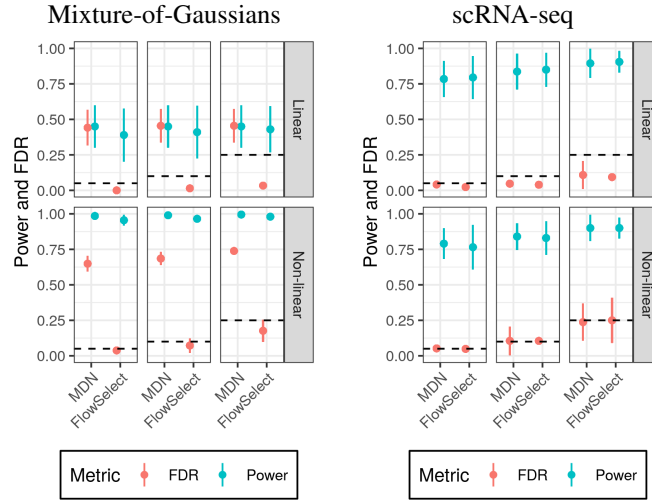 Mixture-of-Gaussians
scRNA-seq
Power and FDR
1.00
0.75
0.50
0.25
0.00
Linear
1.00
0.75
0.50
0.25
0.00
Non-linear
MDN
FlowSelect
MDN
FlowSelect
MDN
FlowSelect
Metric FDR Power
Power and FDR
1.00
0.75
0.50
0.25
0.00
Linear
1.00
0.75
0.50
0.25
0.00
Non-linear
MDN
FlowSelect
MDN
FlowSelect
MDN
FlowSelect
Metric FDR Power